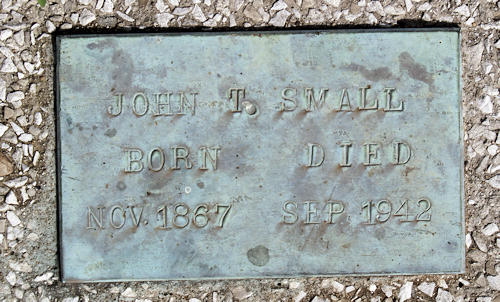 JOHN T. SMALL
BORN DIED
NOV. 1867 SEP. 1942